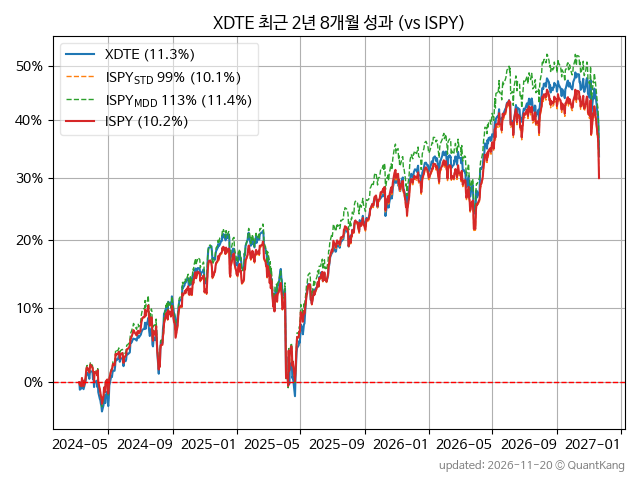 XDTE 최근 2년 8개월 성과 (vs ISPY)
XDTE (11.3%)
ISPYSTD 99% (10.1%)
ISPYMDD 113% (11.4%)
ISPY (10.2%)
50%
40%
30%
20%
10%
0%
2024-05 2024-09 2025-01 2025-05 2025-09 2026-01 2026-05 2026-09 2027-01
updated: 2026-11-20 © QuantKang